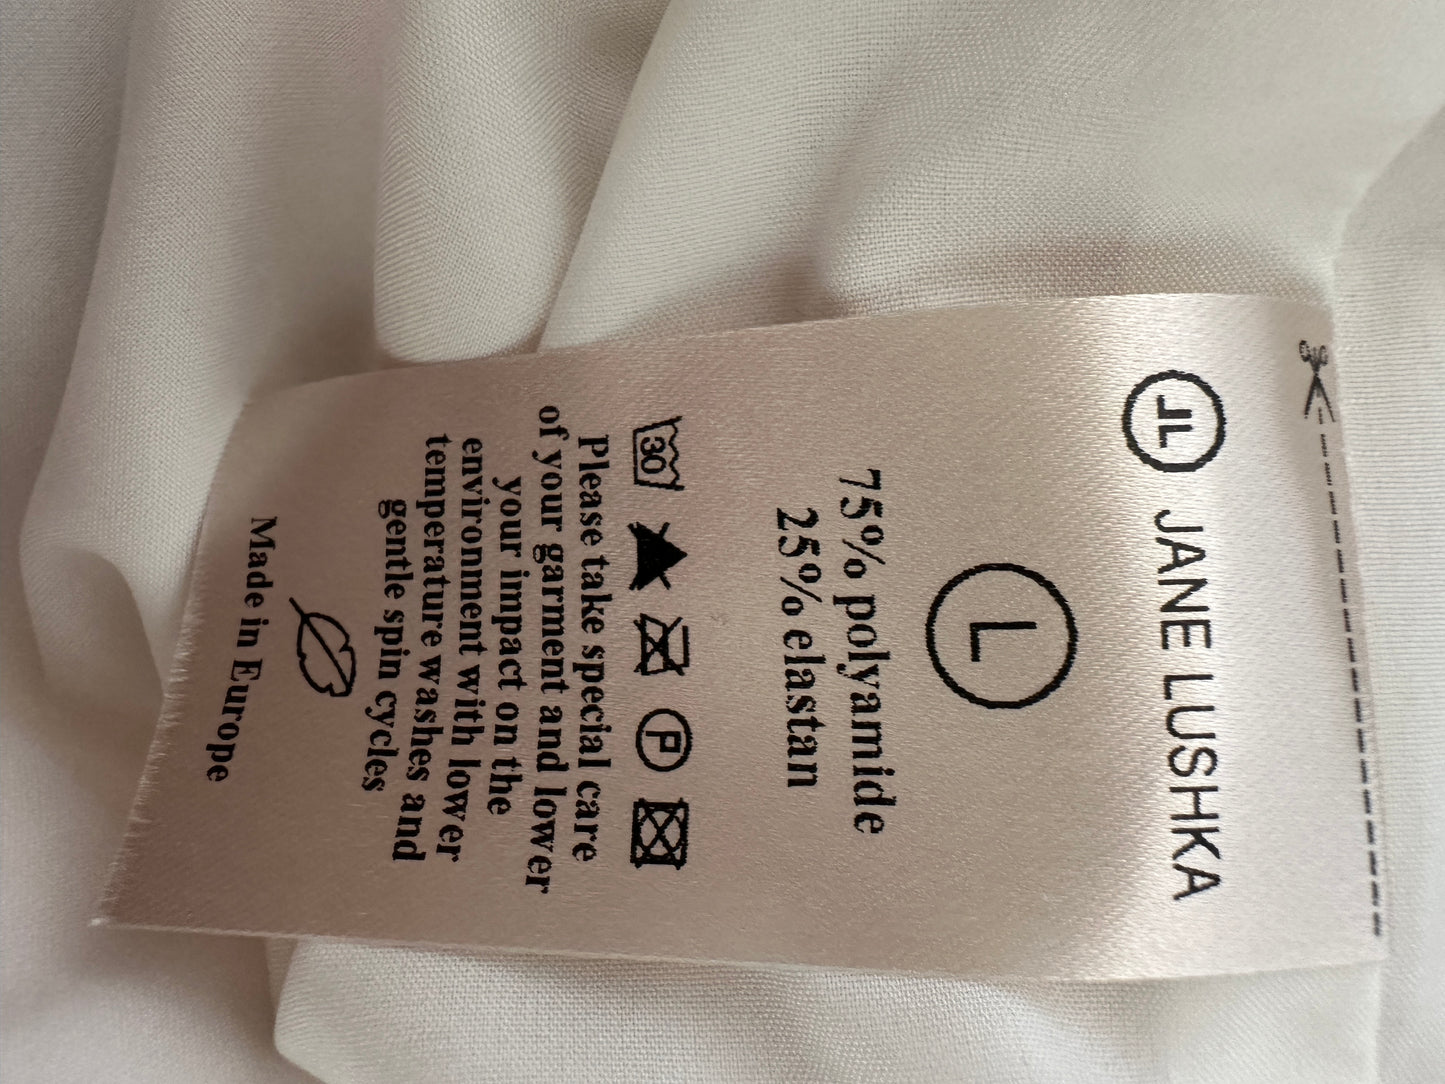 JL JANE LUSHKA
L
75% polyamide
25% elastan
30 P
Please take special care
of your garment and lower
your impact on the
environment with lower
temperature washes and
gentle spin cycles
Made in Europe